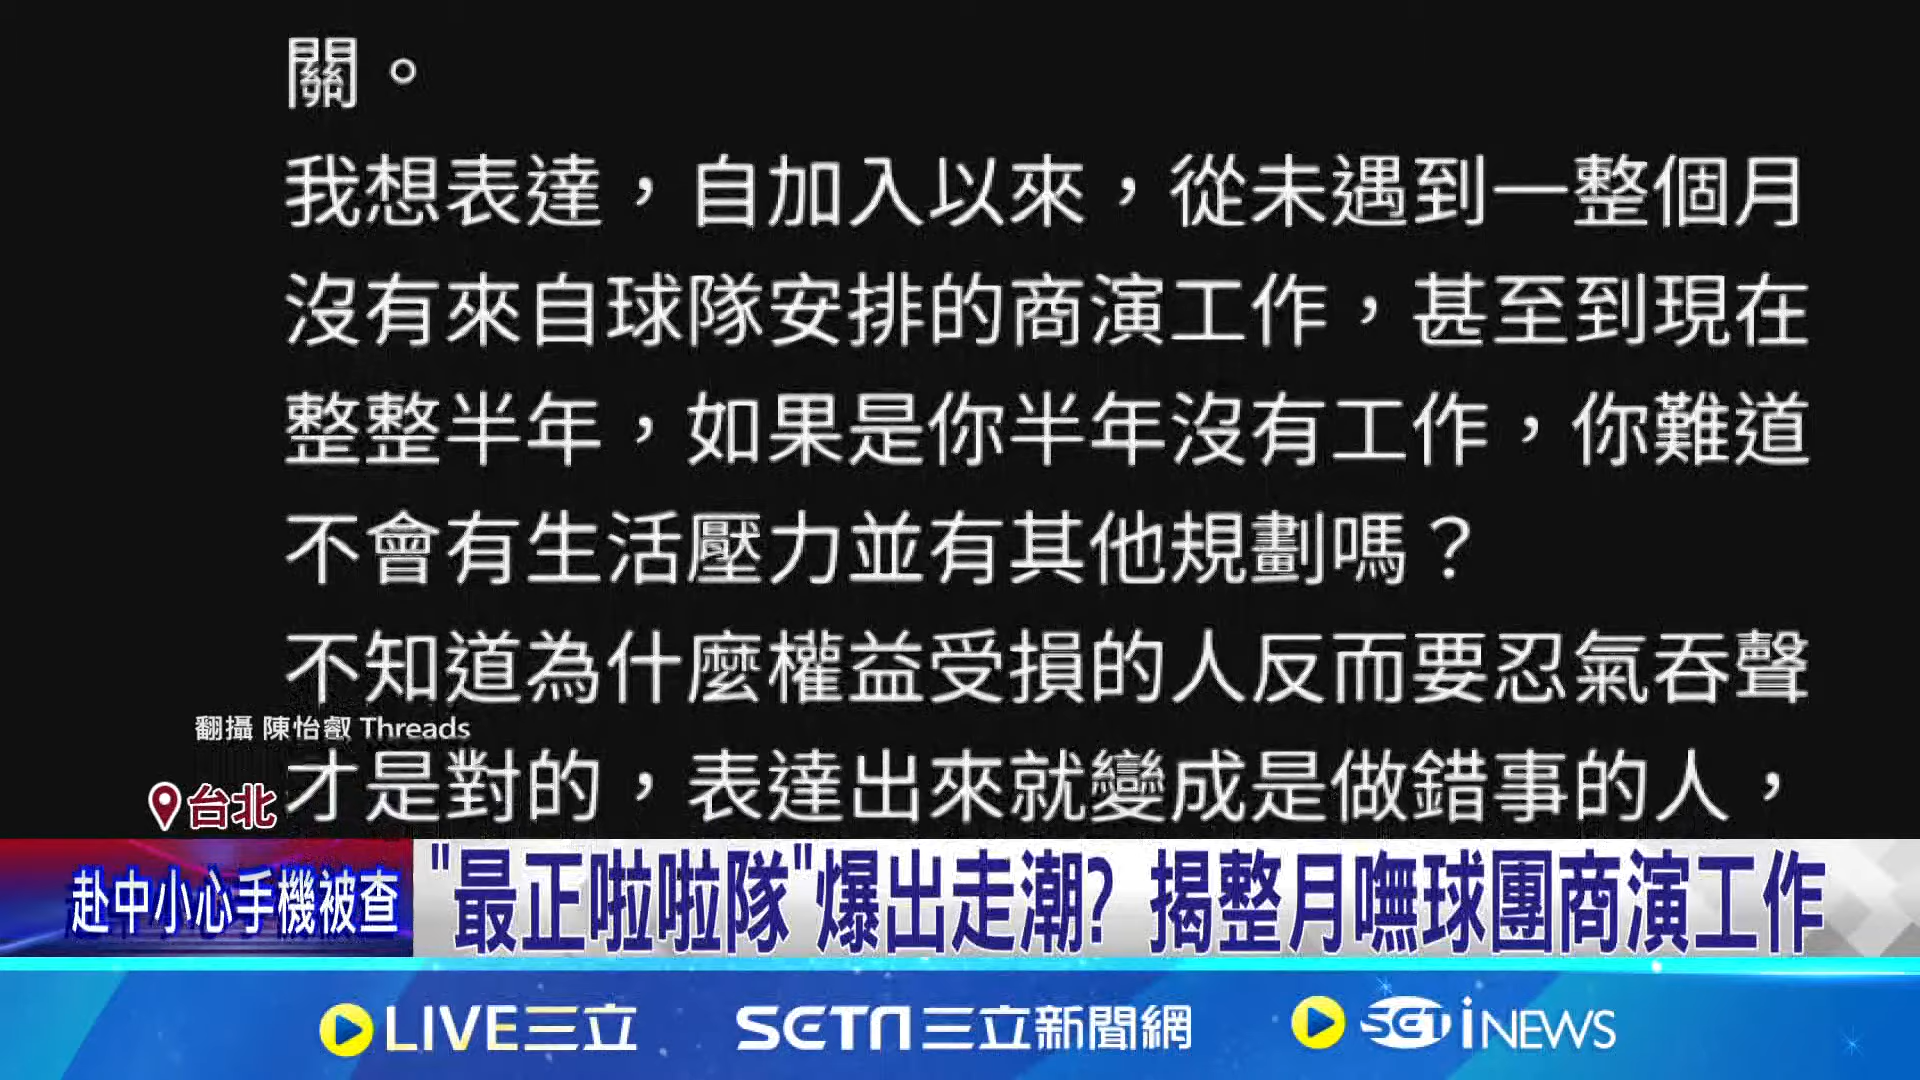 關。
我想表達，自加入以來，從未遇到一整個月
沒有來自球隊安排的商演工作，甚至到現在
整整半年，如果是你半年沒有工作，你難道
不會有生活壓力並有其他規劃嗎？
不知道為什麼權益受損的人反而要忍氣吞聲
翻攝 陳怡叡 Threads
才是對的，表達出來就變成是做錯事的人，
台北
赴中小心手機被查
"最正啦啦隊"爆出走潮? 揭整月嘸球團商演工作
LIVE三立
SETN三立新聞網
SET iNEWS